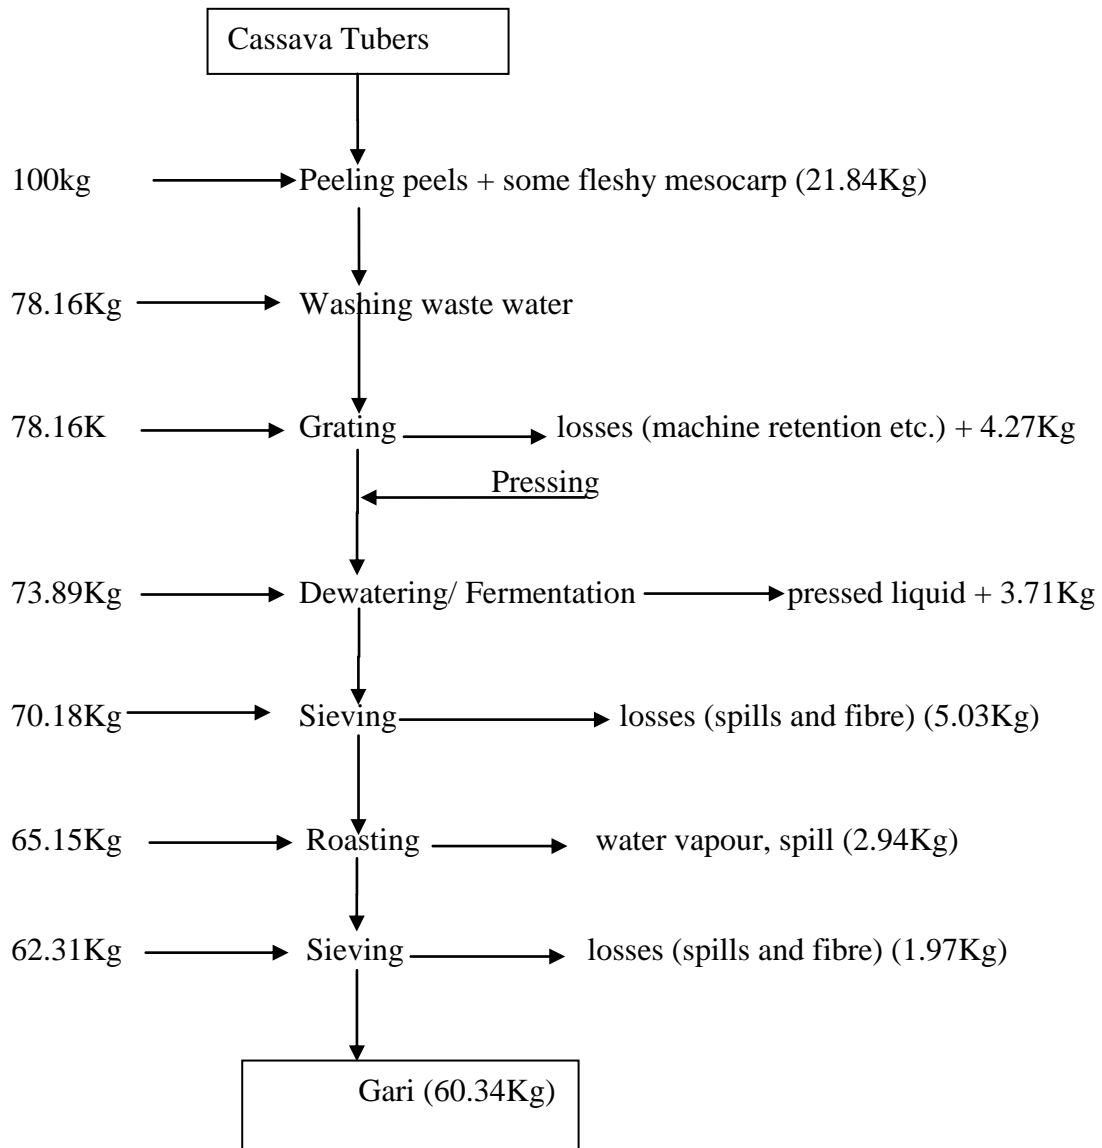 Cassava Tubers
100kg Peeling peels + some fleshy mesocarp (21.84Kg)
78.16Kg Washing waste water
78.16K Grating losses (machine retention etc.) + 4.27Kg
Pressing
73.89Kg Dewatering/ Fermentation pressed liquid + 3.71Kg
70.18Kg Sieving losses (spills and fibre) (5.03Kg)
65.15Kg Roasting water vapour, spill (2.94Kg)
62.31Kg Sieving losses (spills and fibre) (1.97Kg)
Gari (60.34Kg)